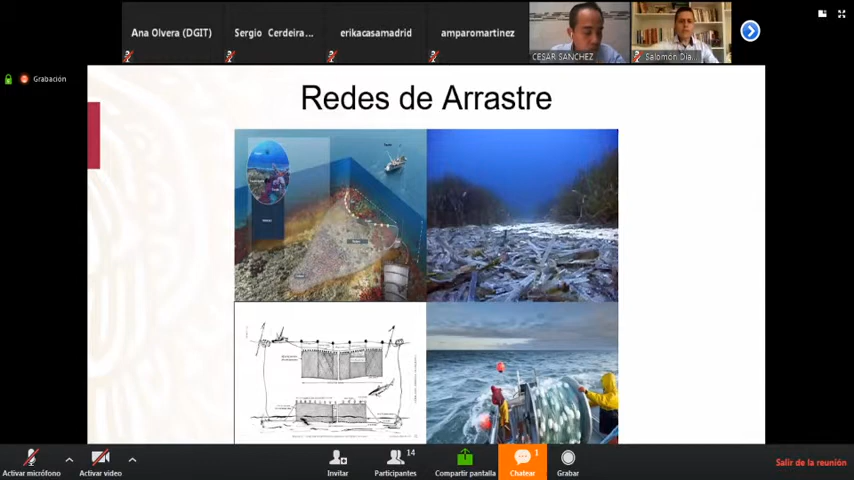 Ana Olvera (DGIT)
Sergio Cerdeira...
erikacasamadrid
amparomartinez
CESAR SANCHEZ
Salomon Dia...
Grabación
Redes de Arrastre
14
1
Activar micrófono
Activar video
Invitar
Participantes
Compartir pantalla
Chatear
Grabar
Salir de la reunión